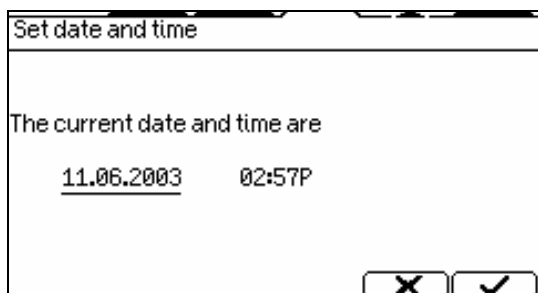 Set date and time
The current date and time are
11.06.2003 02:57P